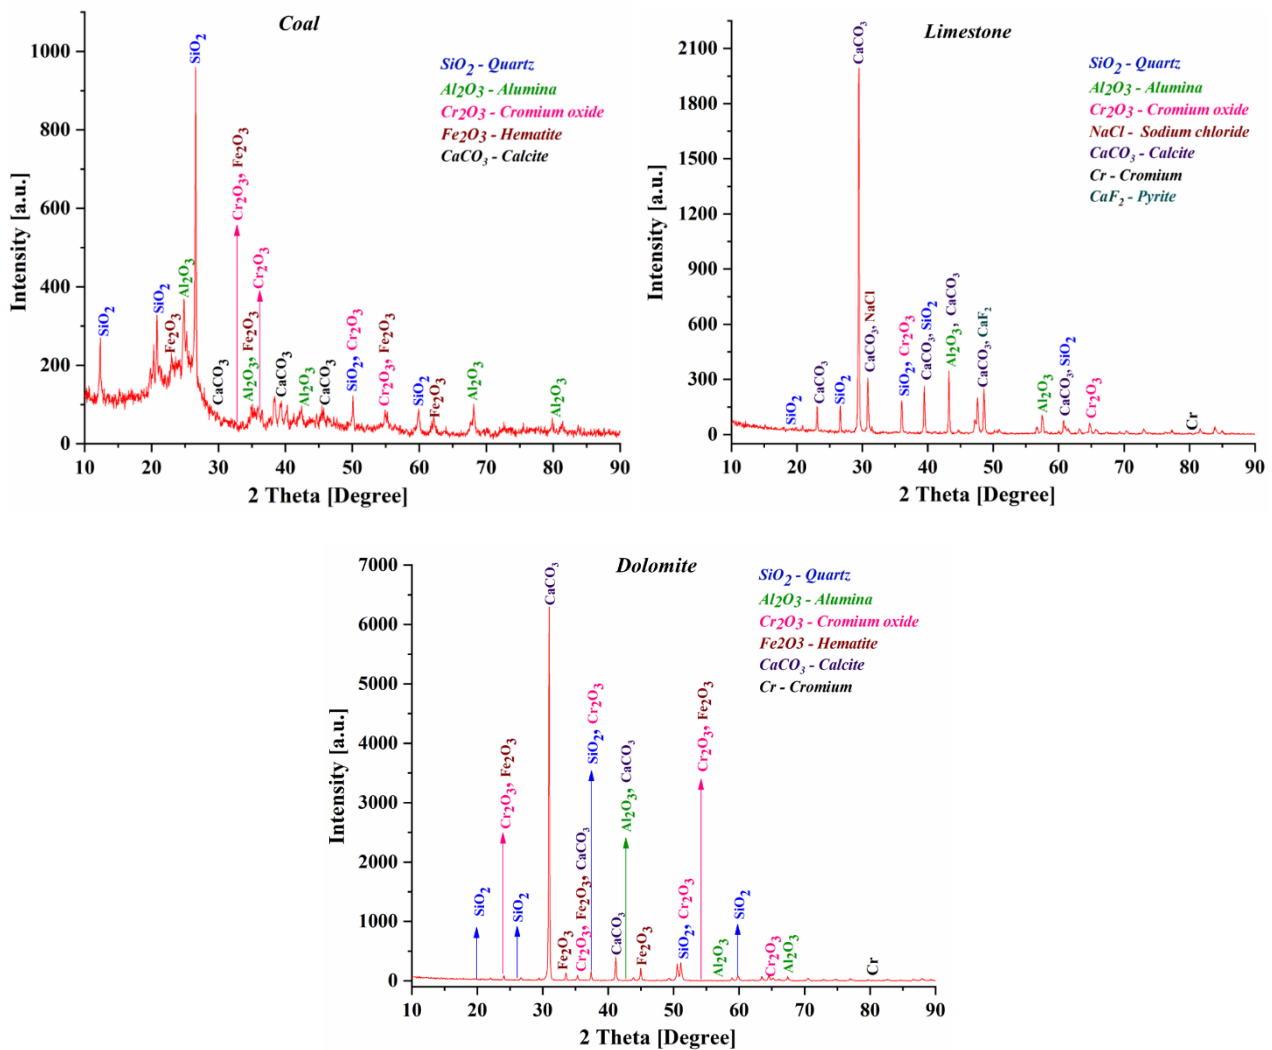 Coal
1000
800
600
400
200
0
Intensity [a.u.]
10 20 30 40 50 60 70 80 90
2 Theta [Degree]
SiO₂ - Quartz
Al₂O₃ - Alumina
Cr₂O₃ - Cromium oxide
Fe₂O₃ - Hematite
CaCO₃ - Calcite
SiO₂
SiO₂
Fe₂O₃
Al₂O₃
SiO₂
CaCO₃
Cr₂O₃, Fe₂O₃
Al₂O₃, Fe₂O₃
Cr₂O₃
CaCO₃
Al₂O₃
CaCO₃
SiO₂, Cr₂O₃
Cr₂O₃, Fe₂O₃
SiO₂
Fe₂O₃
Al₂O₃
Al₂O₃
Limestone
2100
1800
1500
1200
900
600
300
0
Intensity [a.u.]
10 20 30 40 50 60 70 80 90
2 Theta [Degree]
SiO₂ - Quartz
Al₂O₃ - Alumina
Cr₂O₃ - Cromium oxide
NaCl - Sodium chloride
CaCO₃ - Calcite
Cr - Cromium
CaF₂ - Pyrite
SiO₂
CaCO₃
SiO₂
CaCO₃
CaCO₃, NaCl
SiO₂, Cr₂O₃
CaCO₃, SiO₂
Al₂O₃, CaCO₃
CaCO₃, CaF₂
Al₂O₃
CaCO₃, SiO₂
Cr₂O₃
Cr
Dolomite
7000
6000
5000
4000
3000
2000
1000
0
Intensity [a.u.]
10 20 30 40 50 60 70 80 90
2 Theta [Degree]
SiO₂ - Quartz
Al₂O₃ - Alumina
Cr₂O₃ - Cromium oxide
Fe2O3 - Hematite
CaCO₃ - Calcite
Cr - Cromium
SiO₂
Cr₂O₃, Fe₂O₃
SiO₂
CaCO₃
Fe₂O₃
Cr₂O₃, Fe₂O₃, CaCO₃
SiO₂, Cr₂O₃
CaCO₃
Al₂O₃, CaCO₃
Fe₂O₃
SiO₂, Cr₂O₃
Cr₂O₃, Fe₂O₃
Al₂O₃
SiO₂
Cr₂O₃
Al₂O₃
Cr